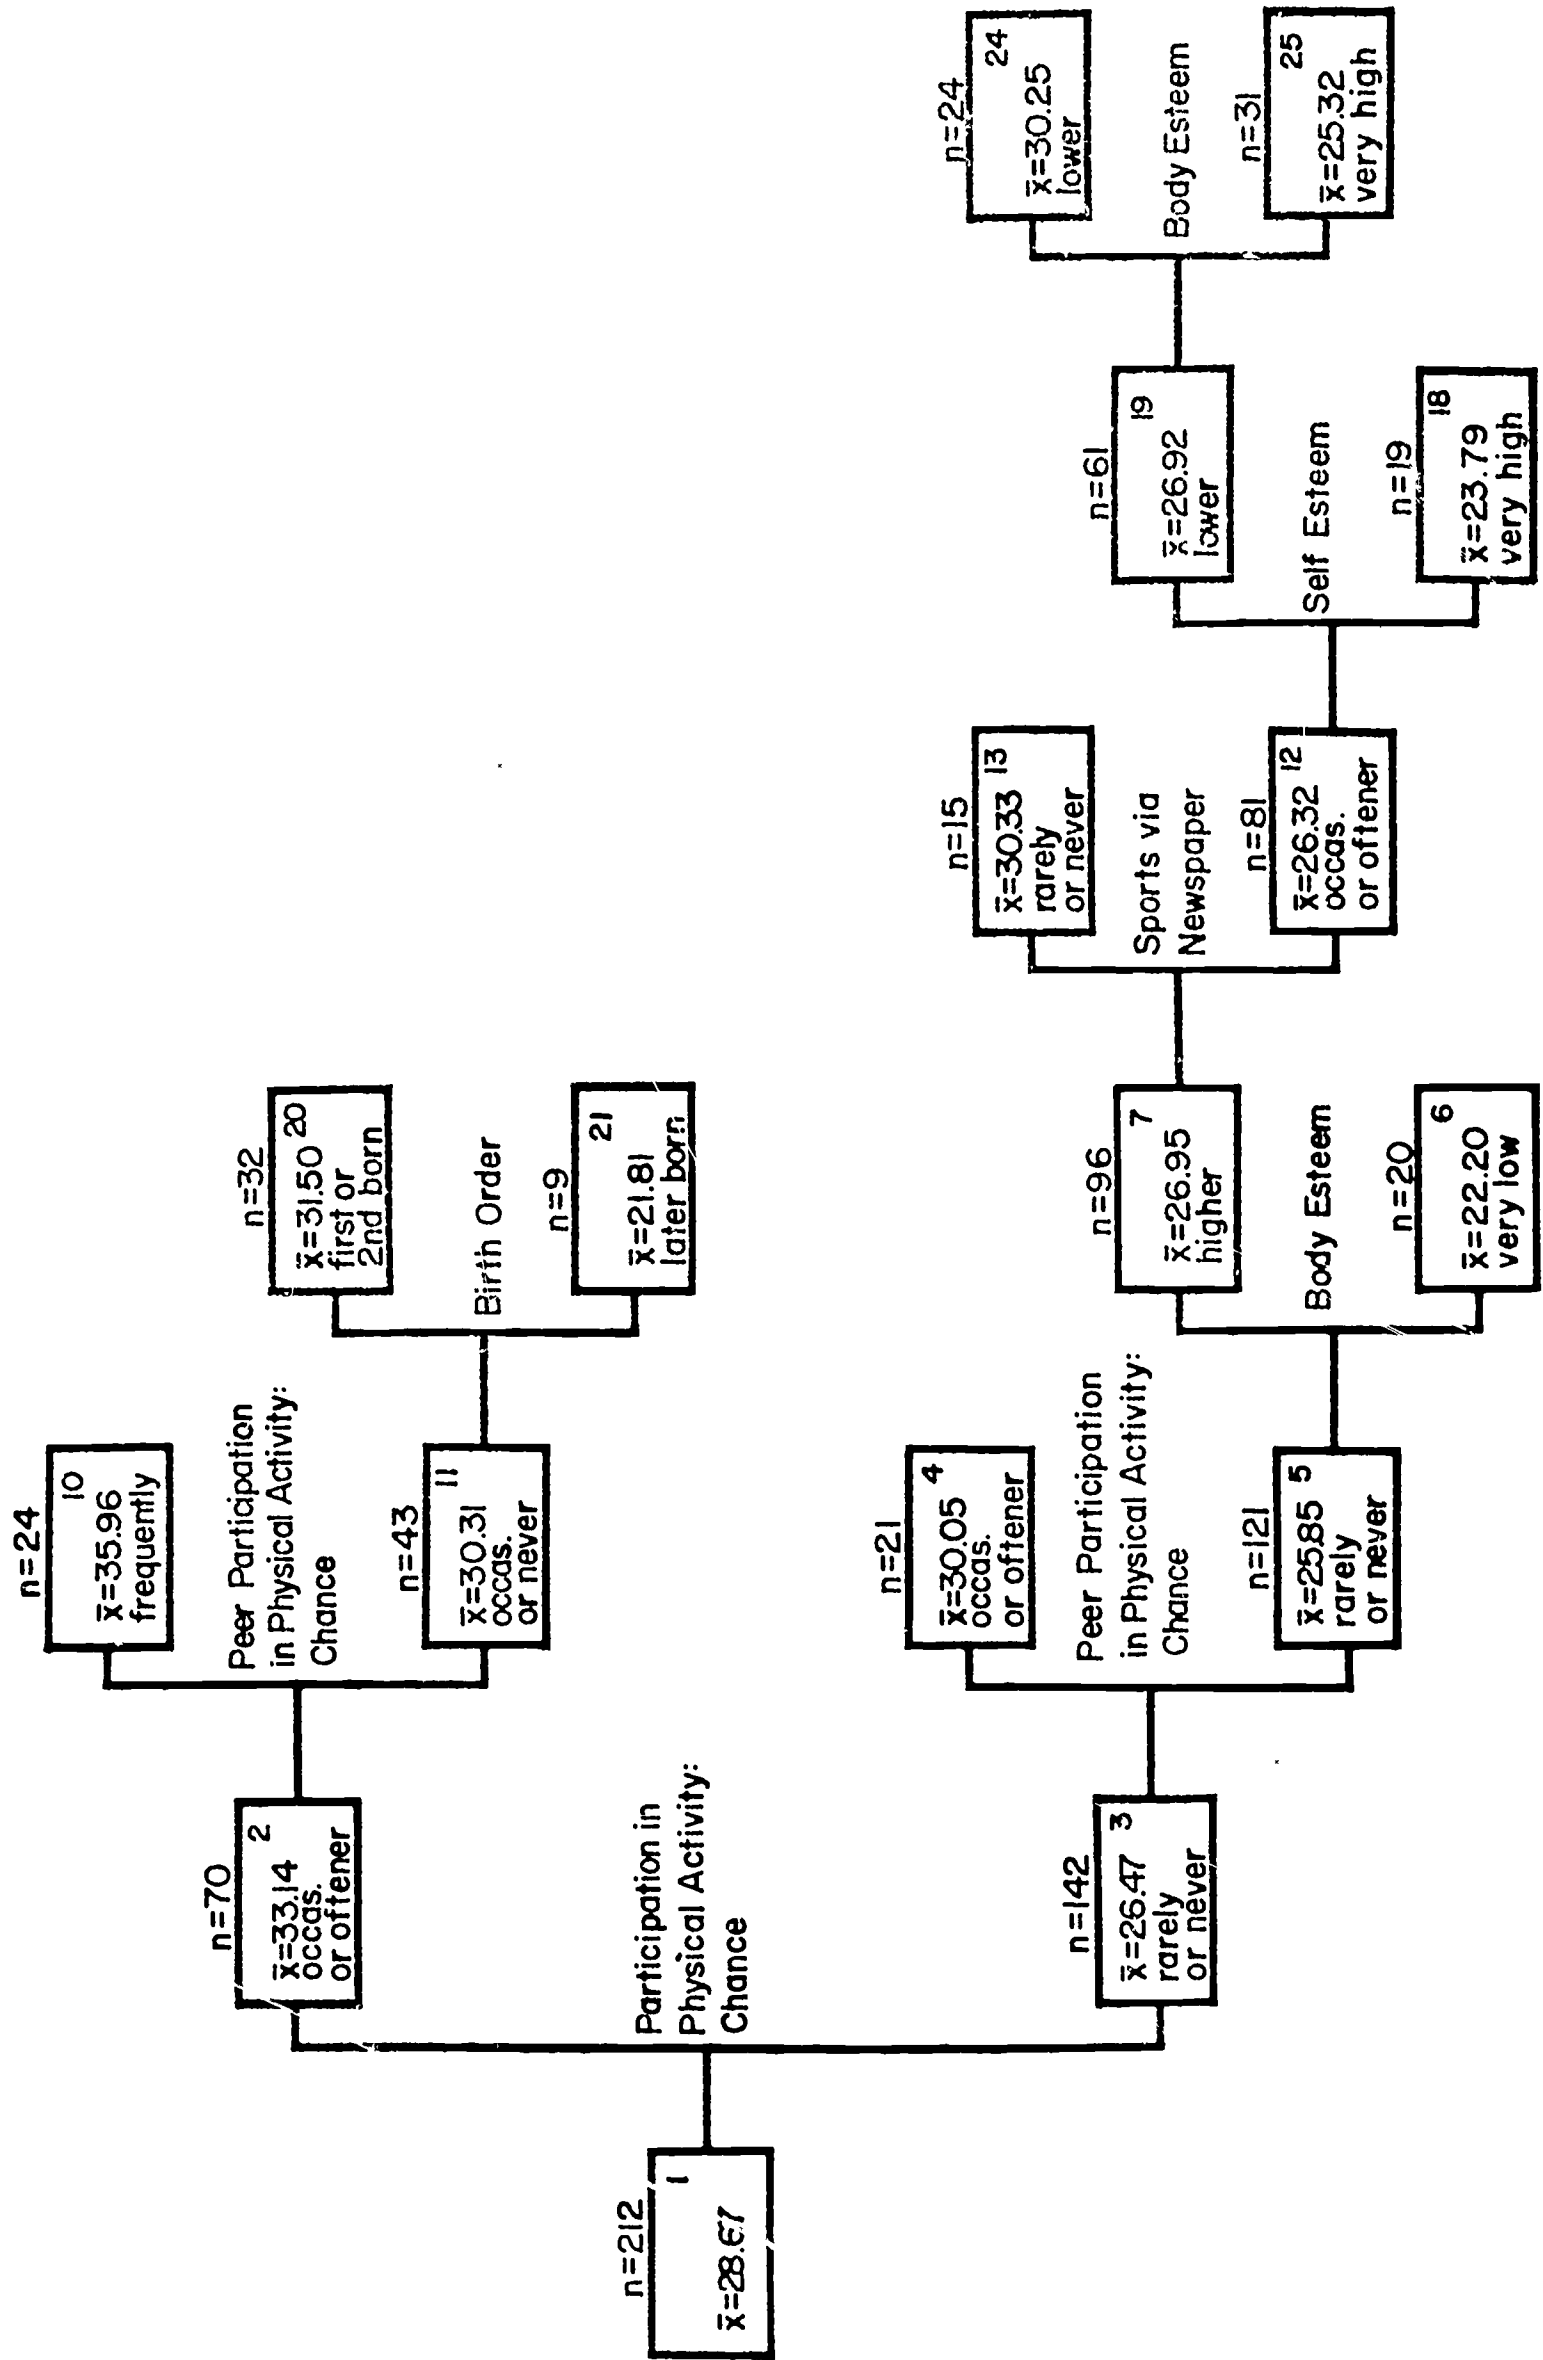 n=212
1
x̄=28.67
Participation in
Physical Activity:
Chance
n=70
2
x̄=33.14
occas.
or oftener
n=142
3
x̄=26.47
rarely
or never
n=24
10
x̄=35.96
frequently
Peer Participation
in Physical Activity:
Chance
n=43
11
x̄=30.31
occas.
or never
n=21
4
x̄=30.05
occas.
or oftener
Peer Participation
in Physical Activity:
Chance
n=121
5
x̄=25.85
rarely
or never
n=32
20
x̄=31.50
first or
2nd born
Birth Order
n=9
21
x̄=21.81
later born
n=96
7
x̄=26.95
higher
Body Esteem
n=20
6
x̄=22.20
very low
n=15
13
x̄=30.33
rarely
or never
Sports via
Newspaper
n=81
12
x̄=26.32
occas.
or oftener
n=61
19
x̄=26.92
lower
Self Esteem
n=19
18
x̄=23.79
very high
n=24
24
x̄=30.25
lower
Body Esteem
n=31
25
x̄=25.32
very high